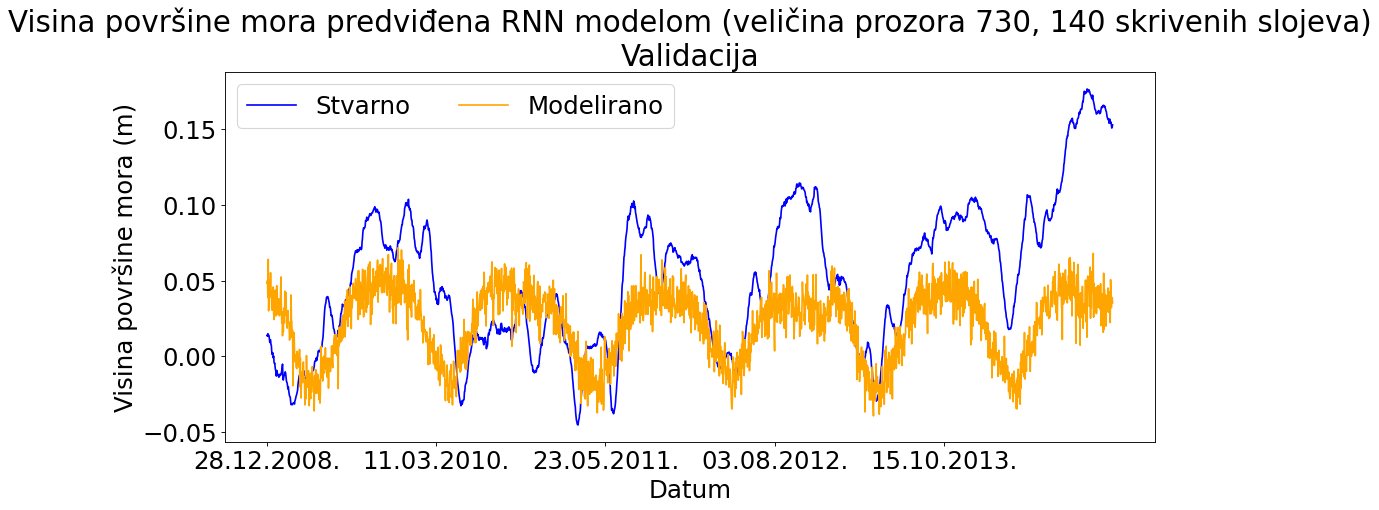 Visina površine mora predviđena RNN modelom (veličina prozora 730, 140 skrivenih slojeva)
Validacija
Stvarno
Modelirano
Visina površine mora (m)
0.15
0.10
0.05
0.00
−0.05
28.12.2008.
11.03.2010.
23.05.2011.
03.08.2012.
15.10.2013.
Datum